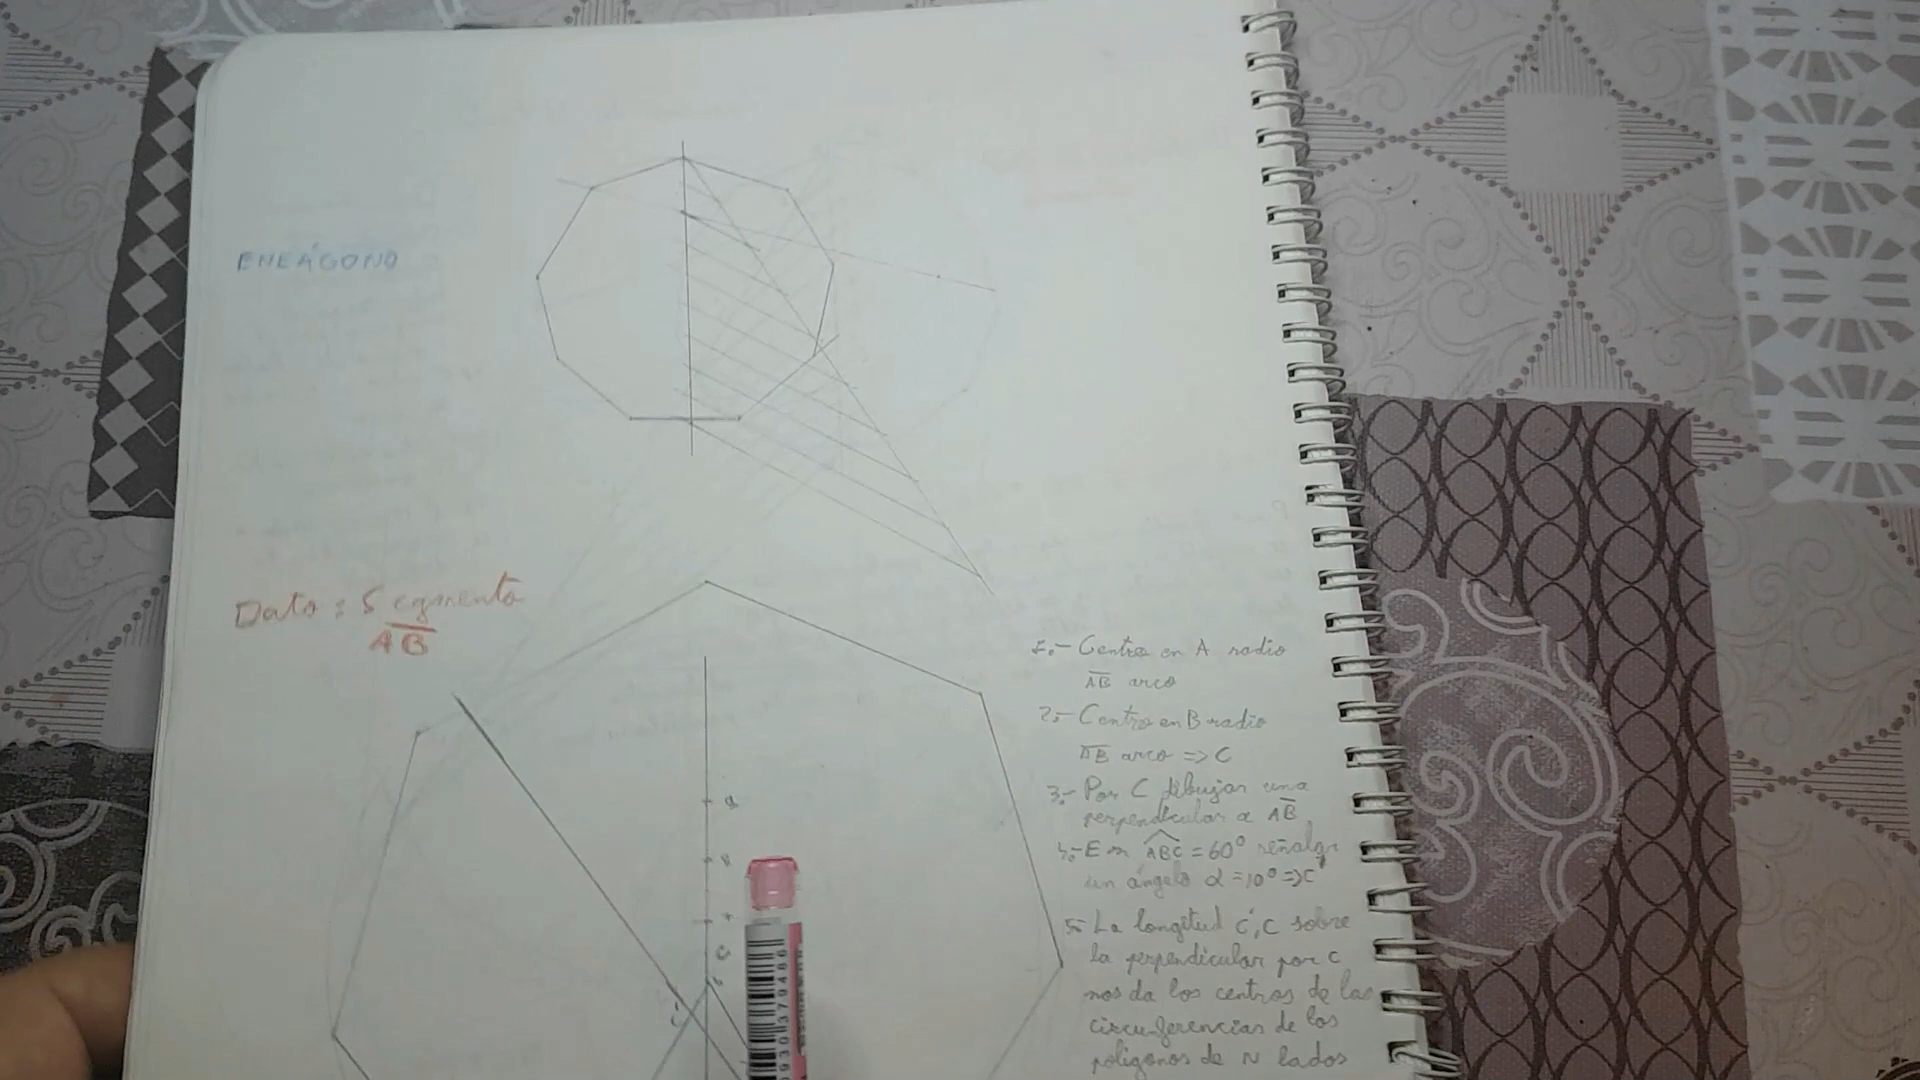 ENEÁGONO
Dato: Segmento
AB
1.- Centro en A radio
AB arco
2.- Centro en B radio
AB arco => C
3.- Por C dibujar una
perpendicular a AB
4.- En ABC = 60° señalar
un ángulo α = 10° => C'
5.- La longitud C', C sobre
la perpendicular por C
nos da los centros de las
circunferencias de los
poligonos de N lados